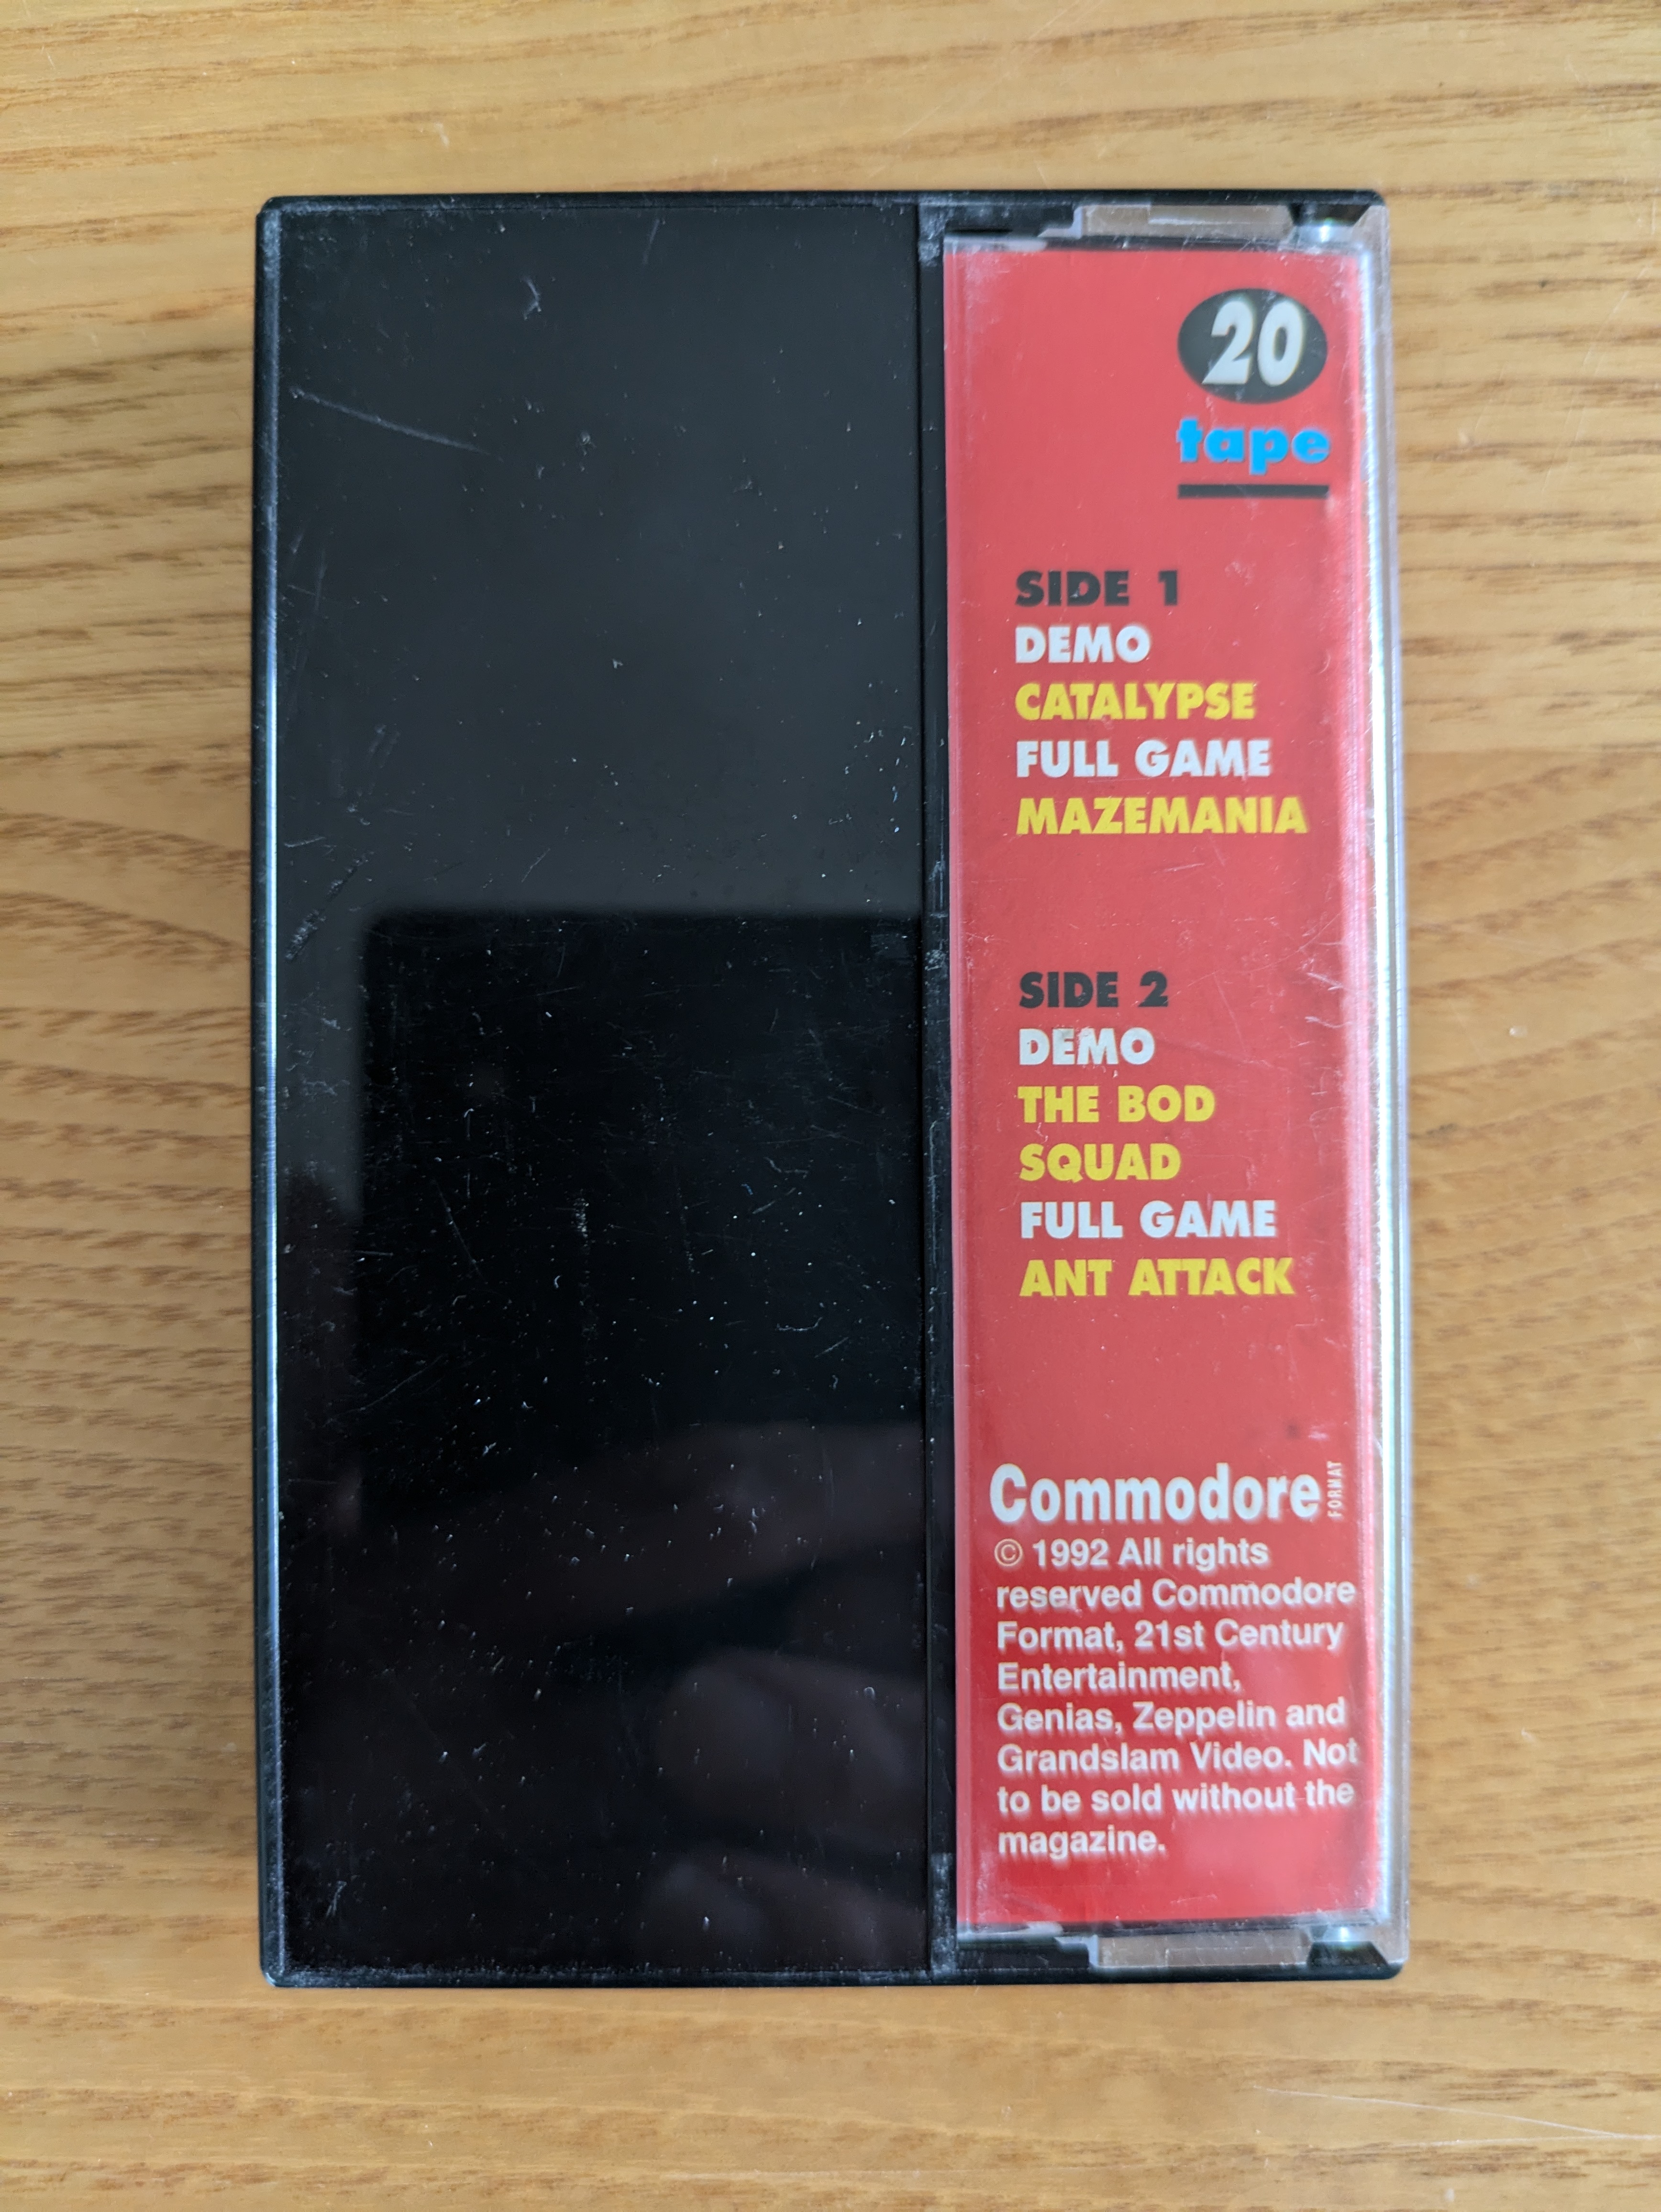 20
tape
SIDE 1
DEMO
CATALYPSE
FULL GAME
MAZEMANIA
SIDE 2
DEMO
THE BOD
SQUAD
FULL GAME
ANT ATTACK
Commodore FORMAT
© 1992 All rights
reserved Commodore
Format, 21st Century
Entertainment,
Genias, Zeppelin and
Grandslam Video. Not
to be sold without the
magazine.